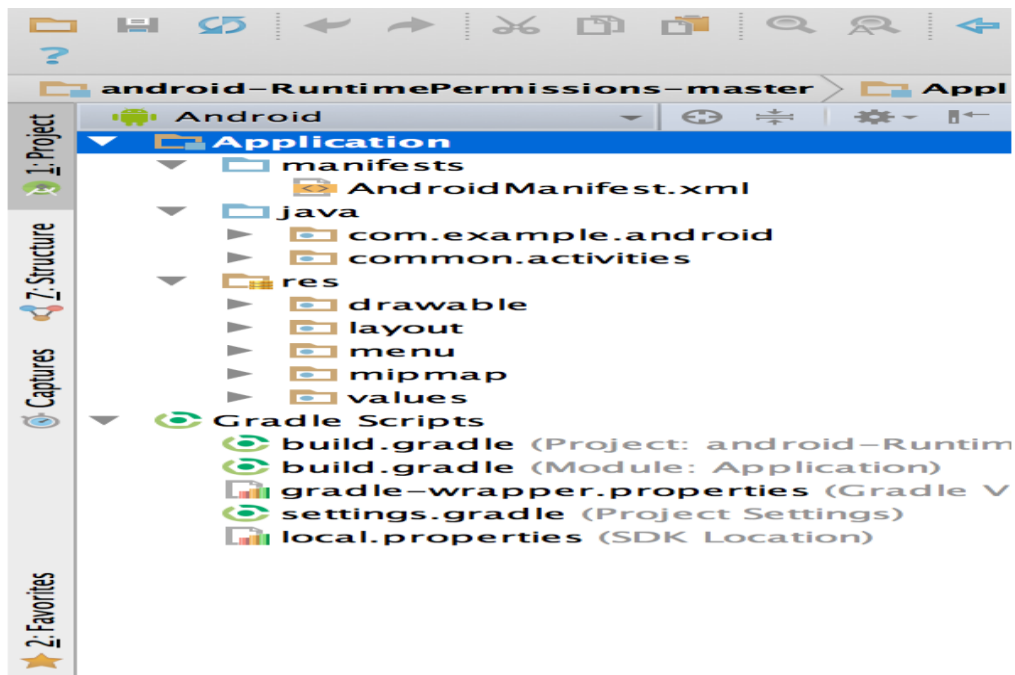 ?
android-RuntimePermissions-master
Appl
Android
1: Project
7: Structure
Captures
2: Favorites
Application
manifests
AndroidManifest.xml
java
com.example.android
common.activities
res
drawable
layout
menu
mipmap
values
Gradle Scripts
build.gradle (Project: android-Runtim
build.gradle (Module: Application)
gradle-wrapper.properties (Gradle V
settings.gradle (Project Settings)
local.properties (SDK Location)